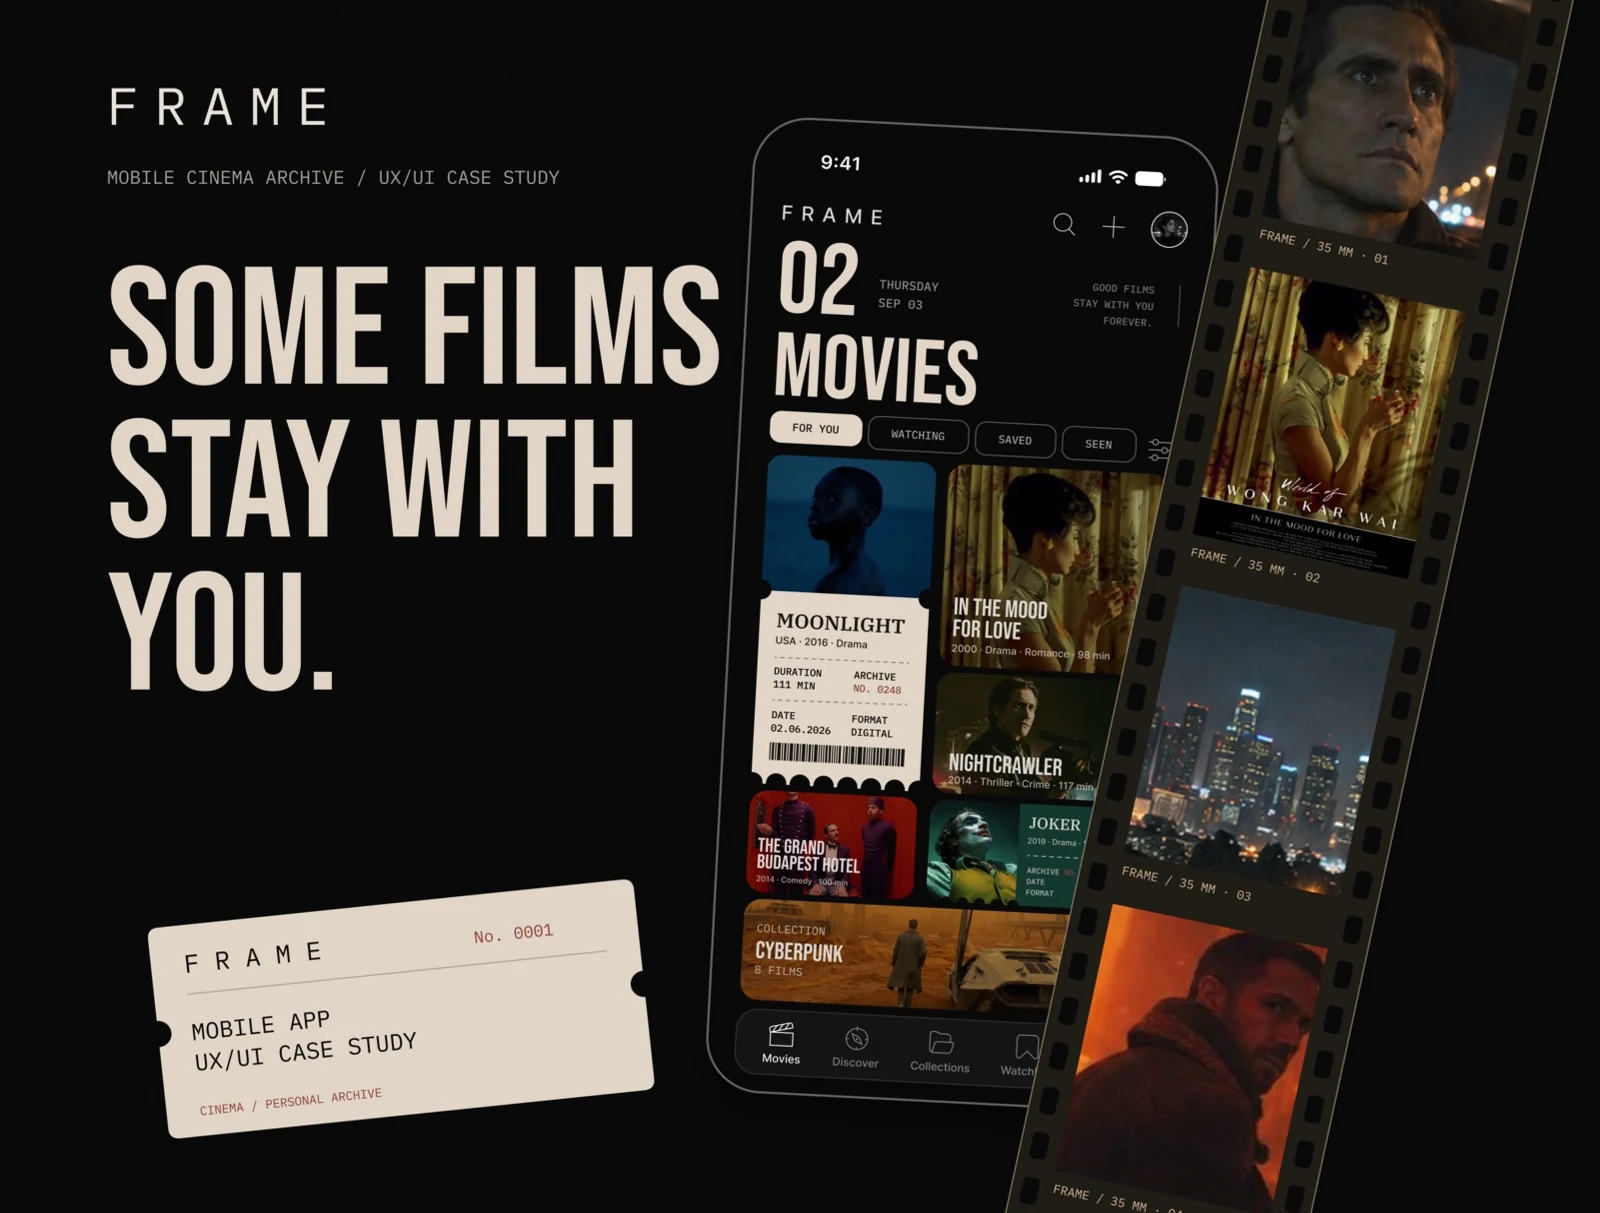 FRAME
MOBILE CINEMA ARCHIVE / UX/UI CASE STUDY
SOME FILMS
STAY WITH
YOU.
FRAME
No. 0001
MOBILE APP
UX/UI CASE STUDY
CINEMA / PERSONAL ARCHIVE
9:41
FRAME
02
THURSDAY
SEP 03
GOOD FILMS
STAY WITH YOU
FOREVER.
MOVIES
FOR YOU
WATCHING
SAVED
SEEN
MOONLIGHT
USA · 2016 · Drama
DURATION
111 MIN
ARCHIVE
NO. 0248
DATE
02.06.2026
FORMAT
DIGITAL
IN THE MOOD
FOR LOVE
2000 · Drama · Romance · 98 min
NIGHTCRAWLER
2014 · Thriller · Crime · 117 min
THE GRAND
BUDAPEST HOTEL
2014 · Comedy · 100 min
JOKER
2019 · Drama ·
ARCHIVE NO.
DATE
FORMAT
COLLECTION
CYBERPUNK
8 FILMS
Movies
Discover
Collections
Watch
FRAME / 35 MM · 01
World of
WONG KAR WAI
IN THE MOOD FOR LOVE
FRAME / 35 MM · 02
FRAME / 35 MM · 03
FRAME / 35 MM ·